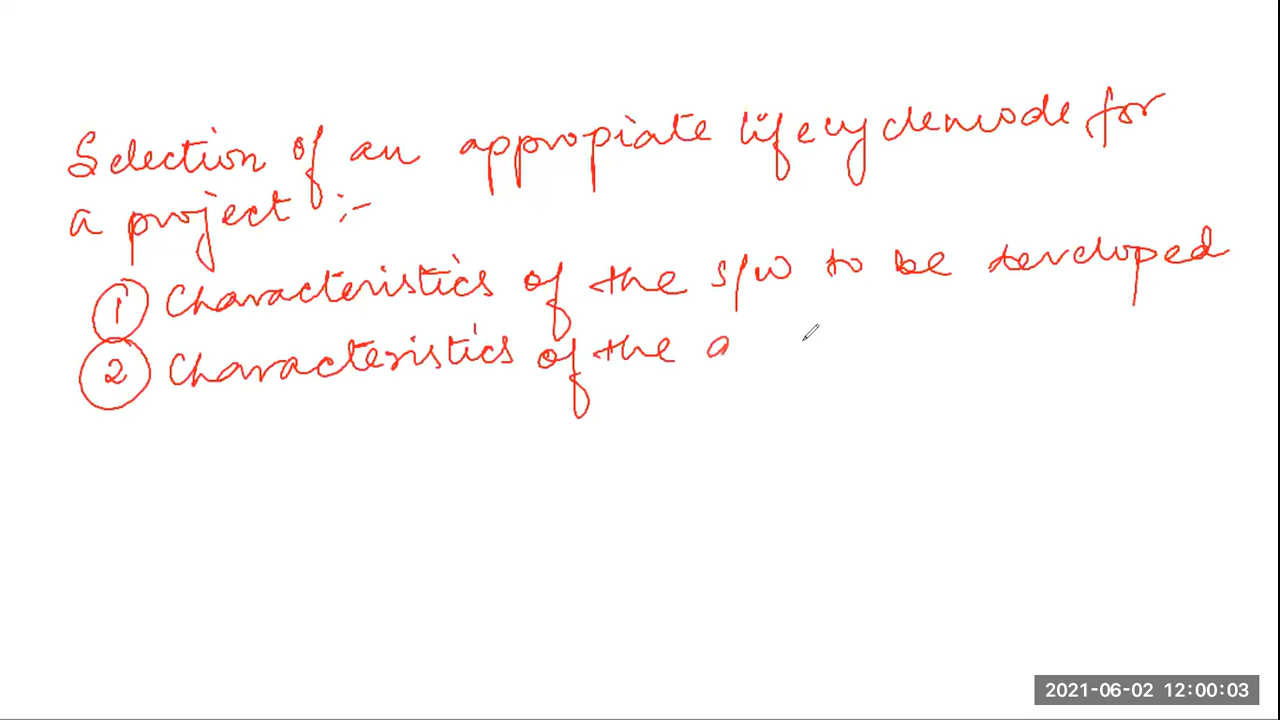 Selection of an appropiate lifecyclemode for
a project :-
① Characteristics of the s/w to be developed
② Characteristics of the a
2021-06-02 12:00:03